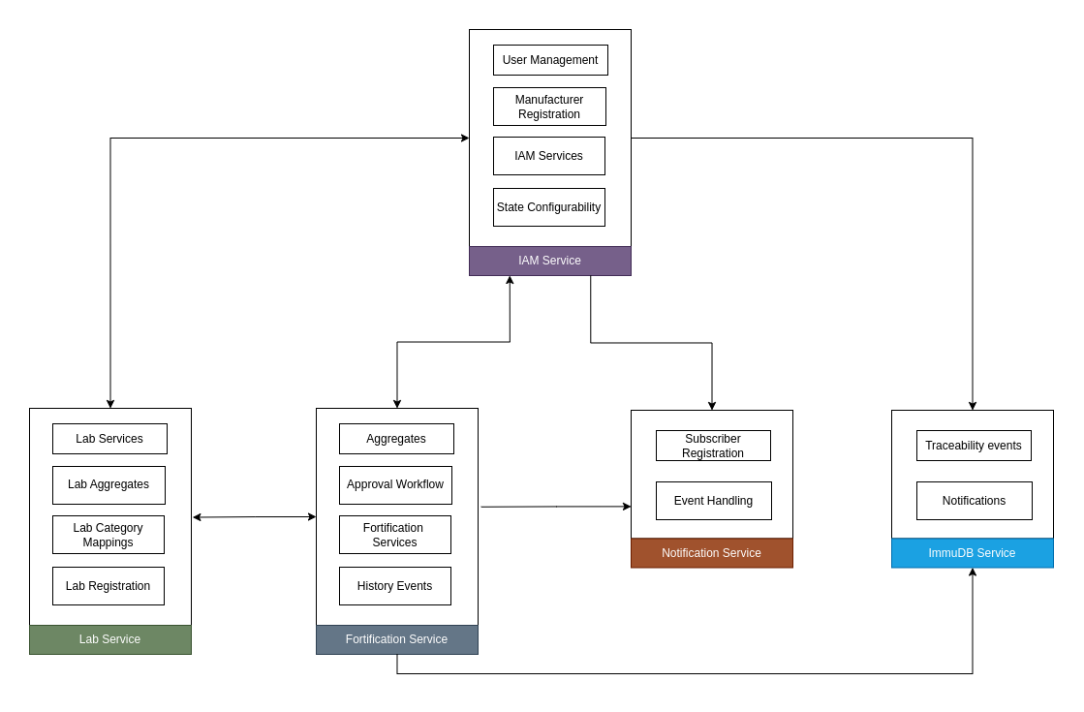 User Management
Manufacturer
Registration
IAM Services
State Configurability
IAM Service
Lab Services
Lab Aggregates
Lab Category
Mappings
Lab Registration
Lab Service
Aggregates
Approval Workflow
Fortification
Services
History Events
Fortification Service
Subscriber
Registration
Event Handling
Notification Service
Traceability events
Notifications
ImmuDB Service